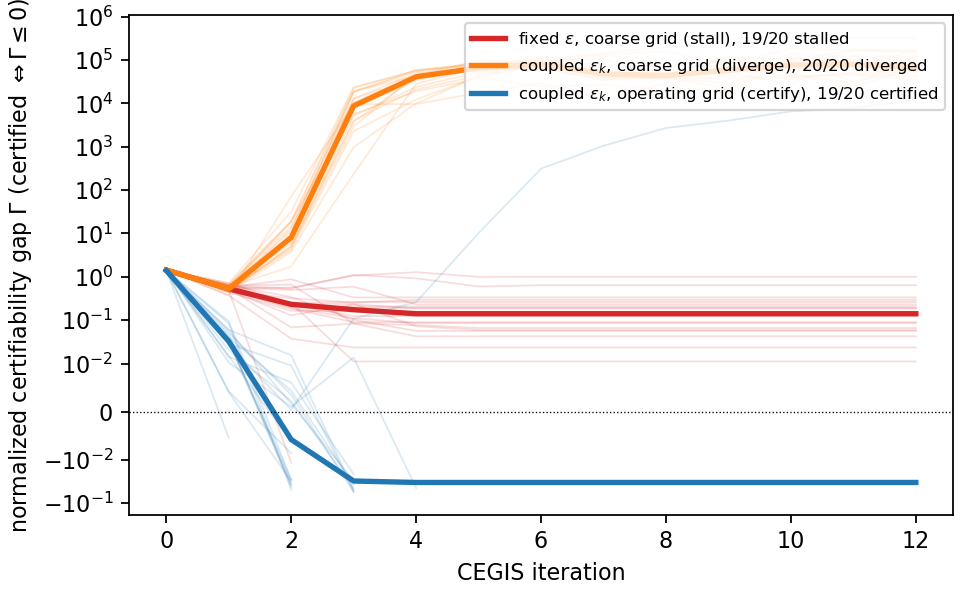 normalized certifiability gap Γ (certified ⇔ Γ ≤ 0)
10⁶
10⁵
10⁴
10³
10²
10¹
10⁰
10⁻¹
10⁻²
0
−10⁻²
−10⁻¹
fixed ε, coarse grid (stall), 19/20 stalled
coupled εₖ, coarse grid (diverge), 20/20 diverged
coupled εₖ, operating grid (certify), 19/20 certified
0 2 4 6 8 10 12
CEGIS iteration